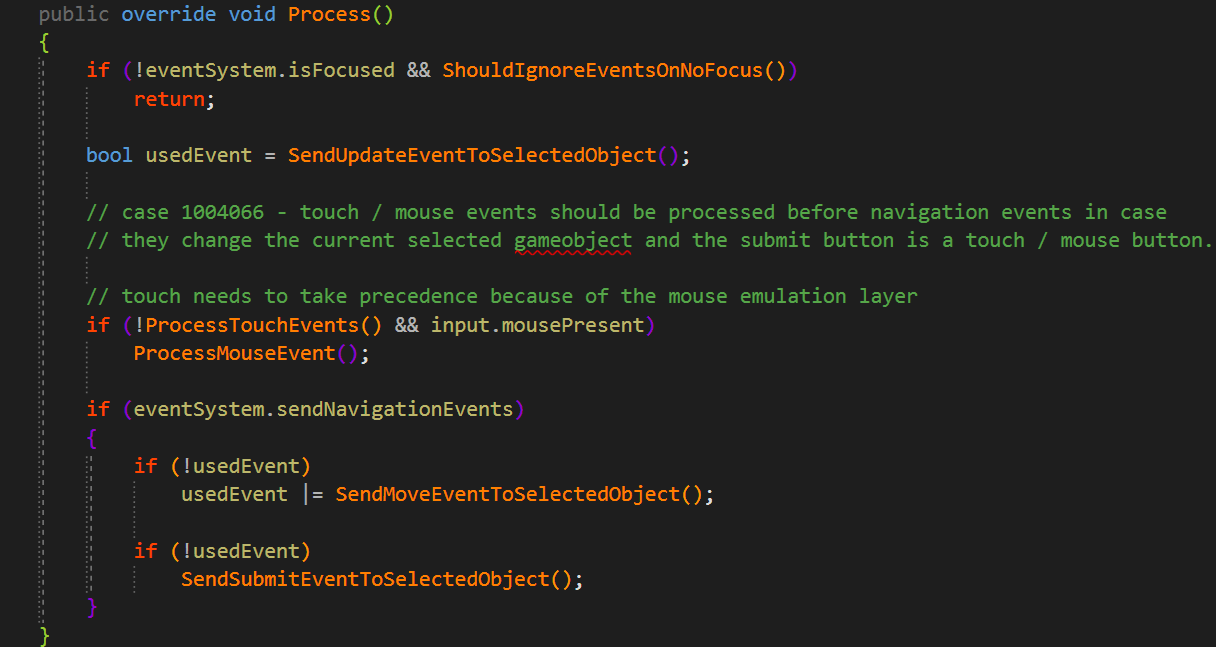 public override void Process()
{
if (!eventSystem.isFocused && ShouldIgnoreEventsOnNoFocus())
return;
bool usedEvent = SendUpdateEventToSelectedObject();
// case 1004066 - touch / mouse events should be processed before navigation events in case
// they change the current selected gameobject and the submit button is a touch / mouse button.
// touch needs to take precedence because of the mouse emulation layer
if (!ProcessTouchEvents() && input.mousePresent)
ProcessMouseEvent();
if (eventSystem.sendNavigationEvents)
{
if (!usedEvent)
usedEvent |= SendMoveEventToSelectedObject();
if (!usedEvent)
SendSubmitEventToSelectedObject();
}
}